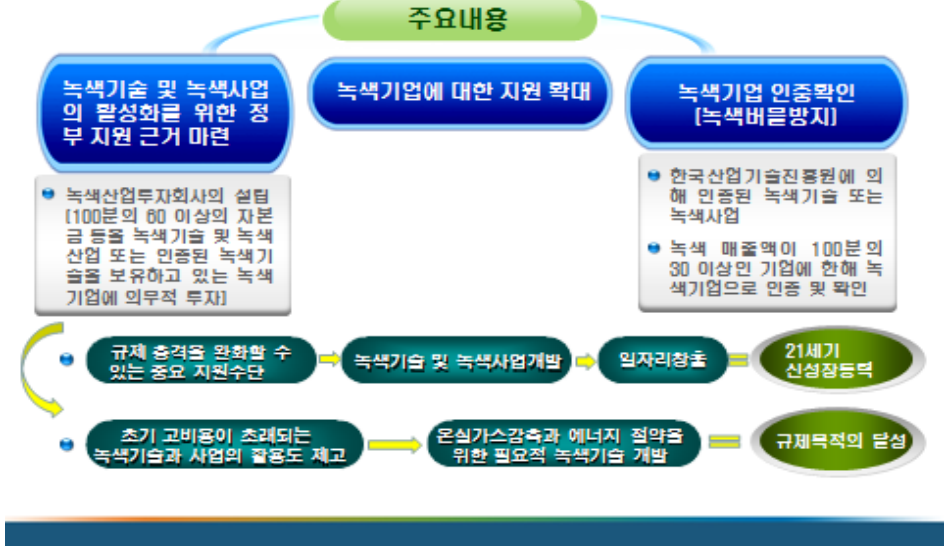 주요내용
녹색기술 및 녹색사업
의 활성화를 위한 정
부 지원 근거 마련
녹색기업에 대한 지원 확대
녹색기업 인증확인
[녹색버블방지]
녹색산업투자회사의 설립
[100분의 60 이상의 자본
금 등을 녹색기술 및 녹색
산업 또는 인증된 녹색기
술을 보유하고 있는 녹색
기업에 의무적 투자]
한국산업기술진흥원에 의
해 인증된 녹색기술 또는
녹색사업
녹색 매출액이 100분의
30 이상인 기업에 한해 녹
색기업으로 인증 및 확인
규제 충격을 완화할 수
있는 중요 지원수단
녹색기술 및 녹색사업개발
일자리창출
21세기
신성장동력
초기 고비용이 초래되는
녹색기술과 사업의 활용도 제고
온실가스감축과 에너지 절약을
위한 필요적 녹색기술 개발
규제목적의 달성